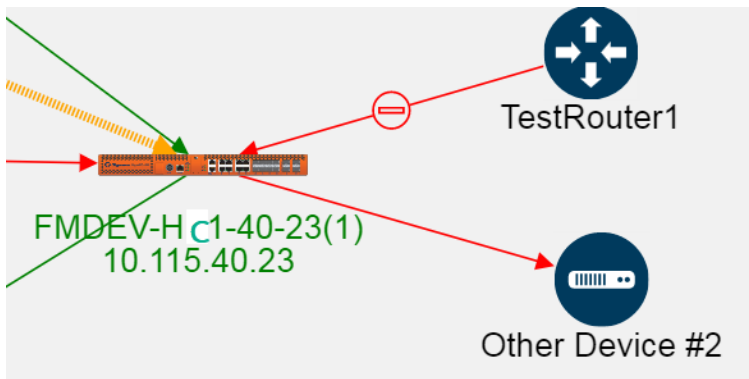 TestRouter1
FMDEV-H c1-40-23(1)
10.115.40.23
Other Device #2